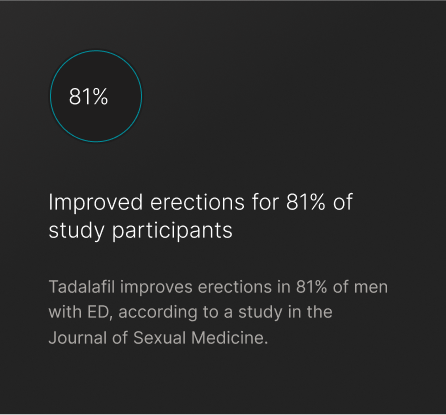 81%
Improved erections for 81% of
study participants
Tadalafil improves erections in 81% of men
with ED, according to a study in the
Journal of Sexual Medicine.